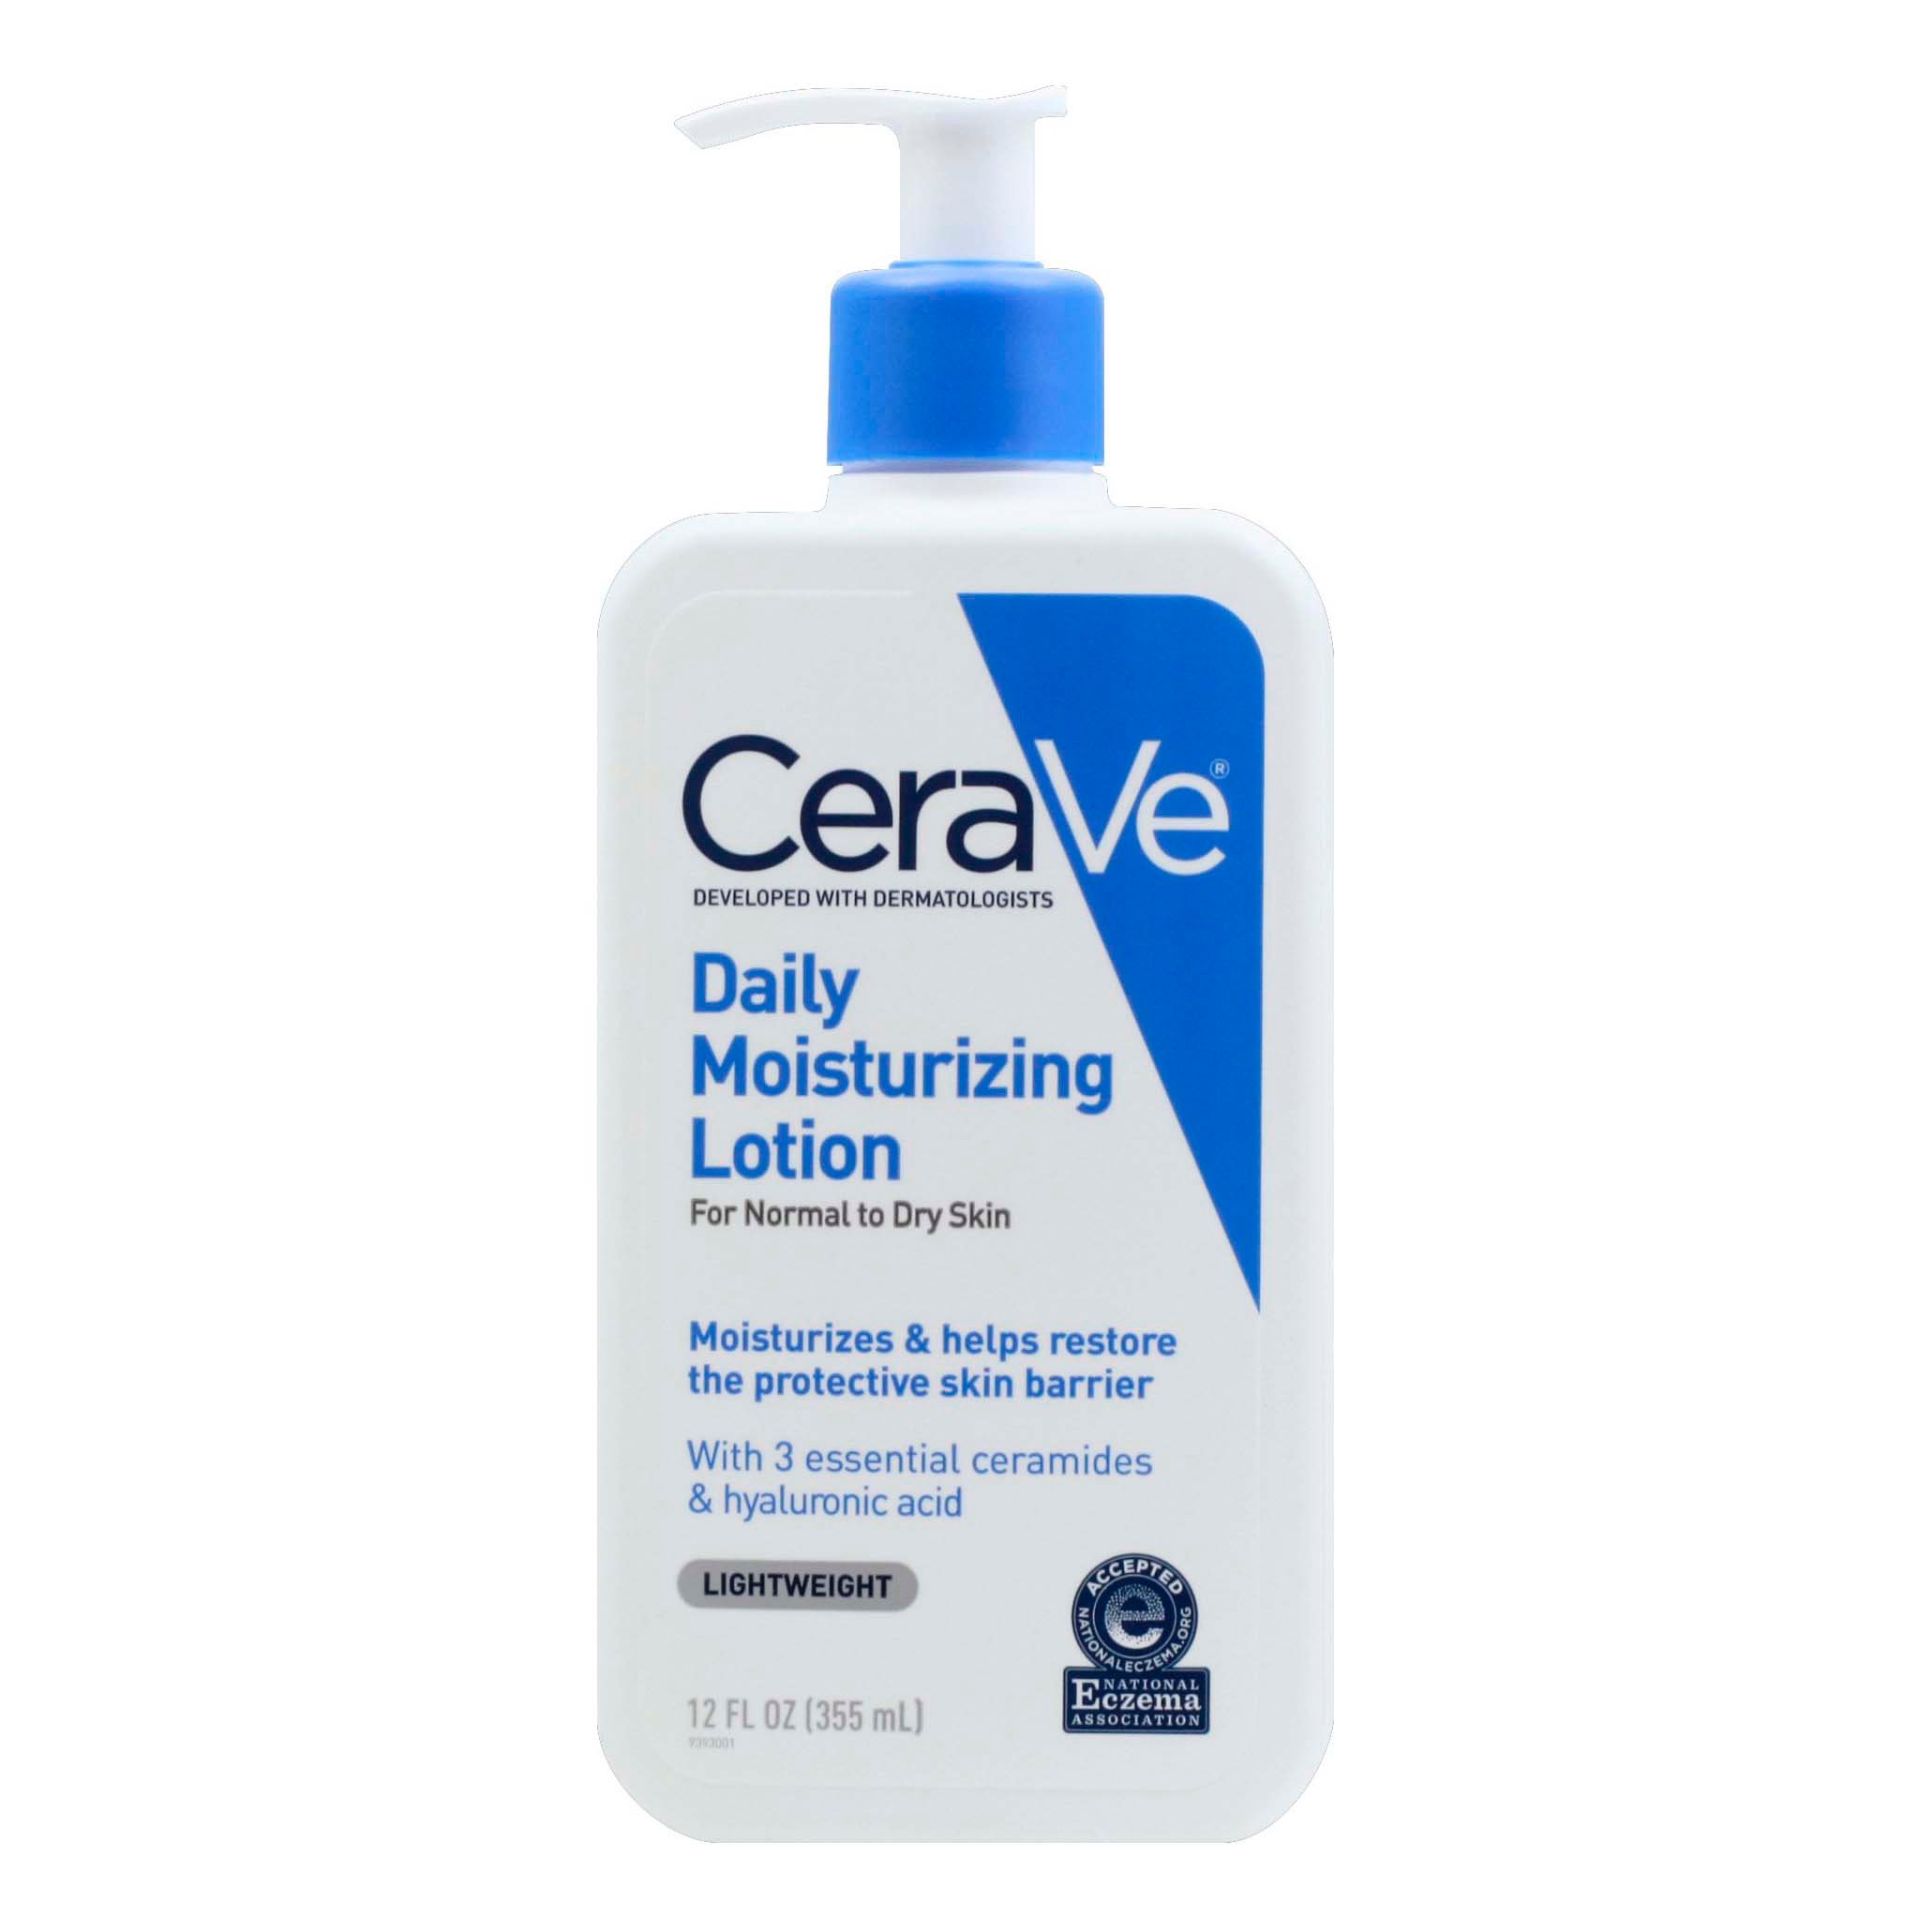 CeraVe®
DEVELOPED WITH DERMATOLOGISTS
Daily
Moisturizing
Lotion
For Normal to Dry Skin
Moisturizes & helps restore
the protective skin barrier
With 3 essential ceramides
& hyaluronic acid
LIGHTWEIGHT
ACCEPTED
e
NATIONALECZEMA.ORG
NATIONAL
Eczema
ASSOCIATION
12 FL OZ (355 mL)
9393001